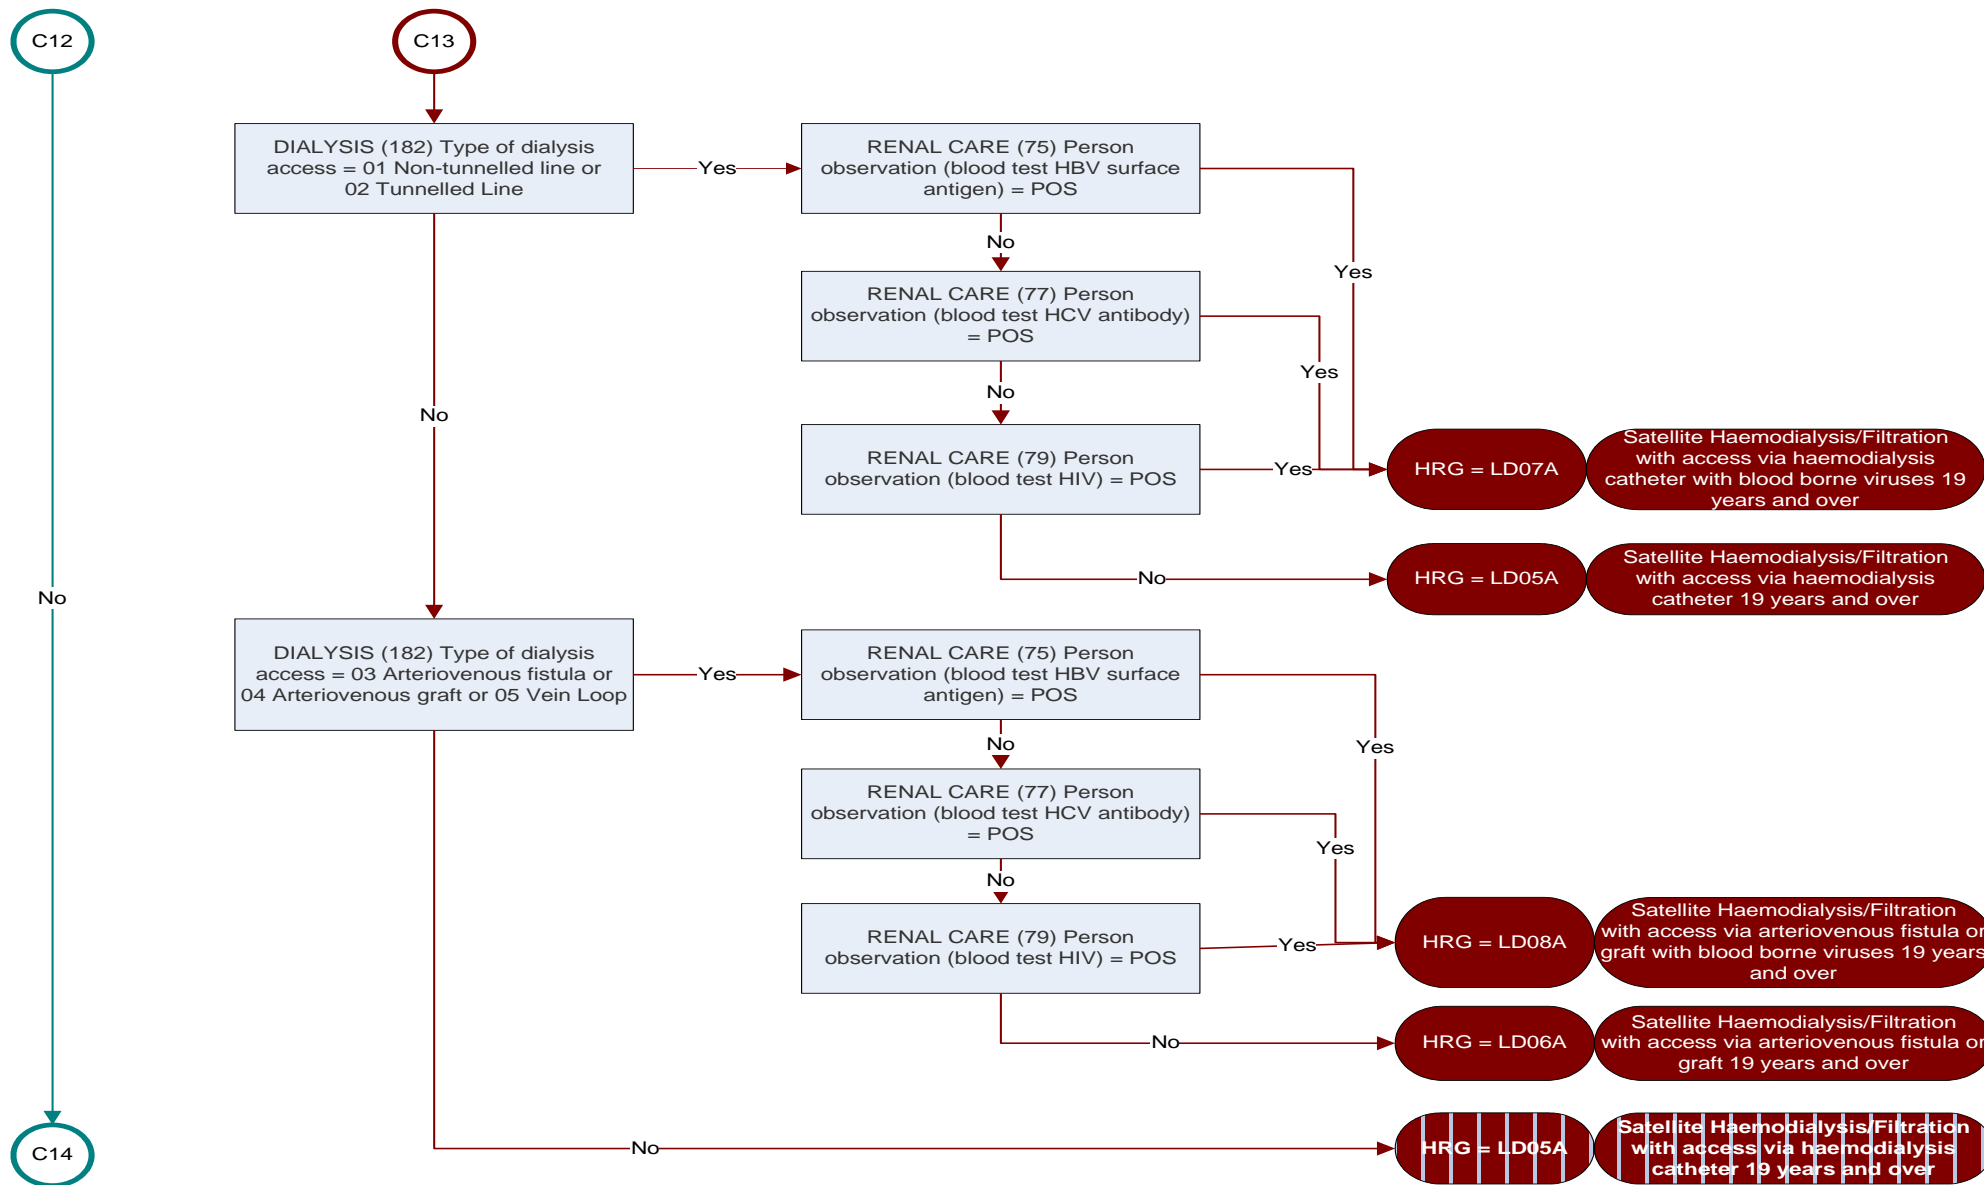 C12
C13
DIALYSIS (182) Type of dialysis
access = 01 Non-tunnelled line or
02 Tunnelled Line
Yes
RENAL CARE (75) Person
observation (blood test HBV surface
antigen) = POS
No
Yes
RENAL CARE (77) Person
observation (blood test HCV antibody)
= POS
Yes
No
No
RENAL CARE (79) Person
observation (blood test HIV) = POS
Yes
HRG = LD07A
Satellite Haemodialysis/Filtration
with access via haemodialysis
catheter with blood borne viruses 19
years and over
No
HRG = LD05A
Satellite Haemodialysis/Filtration
with access via haemodialysis
catheter 19 years and over
No
DIALYSIS (182) Type of dialysis
access = 03 Arteriovenous fistula or
04 Arteriovenous graft or 05 Vein Loop
Yes
RENAL CARE (75) Person
observation (blood test HBV surface
antigen) = POS
No
Yes
RENAL CARE (77) Person
observation (blood test HCV antibody)
= POS
Yes
No
RENAL CARE (79) Person
observation (blood test HIV) = POS
Yes
HRG = LD08A
Satellite Haemodialysis/Filtration
with access via arteriovenous fistula or
graft with blood borne viruses 19 years
and over
No
HRG = LD06A
Satellite Haemodialysis/Filtration
with access via arteriovenous fistula or
graft 19 years and over
C14
No
HRG = LD05A
Satellite Haemodialysis/Filtration
with access via haemodialysis
catheter 19 years and over